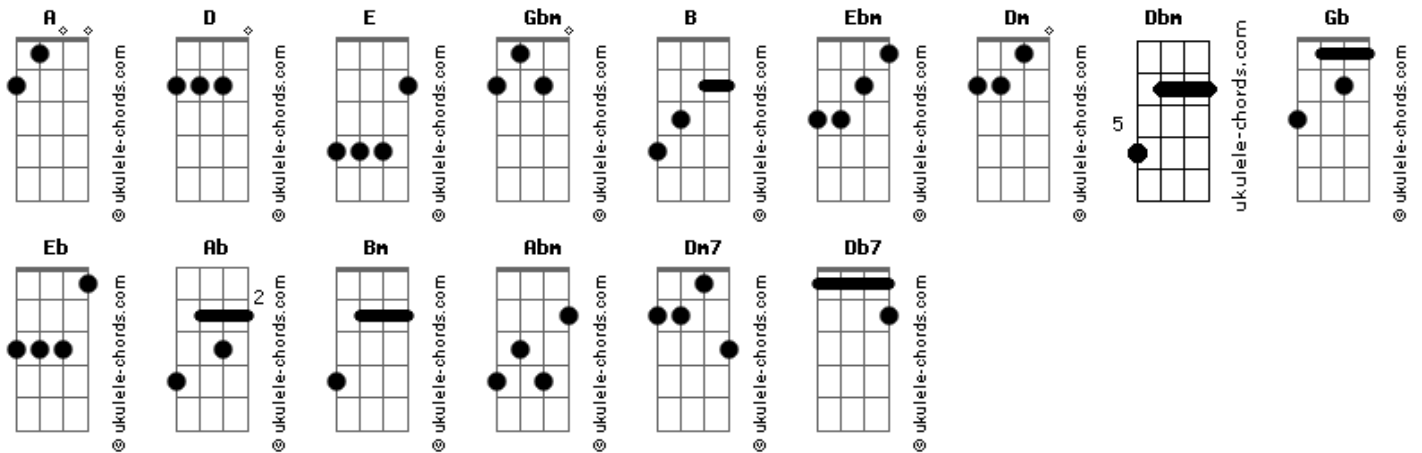 A D E Gbm B Ebm Dm Dbm Gb
5
© ukulele-chords.com © ukulele-chords.com © ukulele-chords.com © ukulele-chords.com © ukulele-chords.com © ukulele-chords.com © ukulele-chords.com ukulele-chords.com © ukulele-chords.com
Eb Ab Bm Abm Dm7 Db7
2
© ukulele-chords.com © ukulele-chords.com © ukulele-chords.com © ukulele-chords.com © ukulele-chords.com © ukulele-chords.com